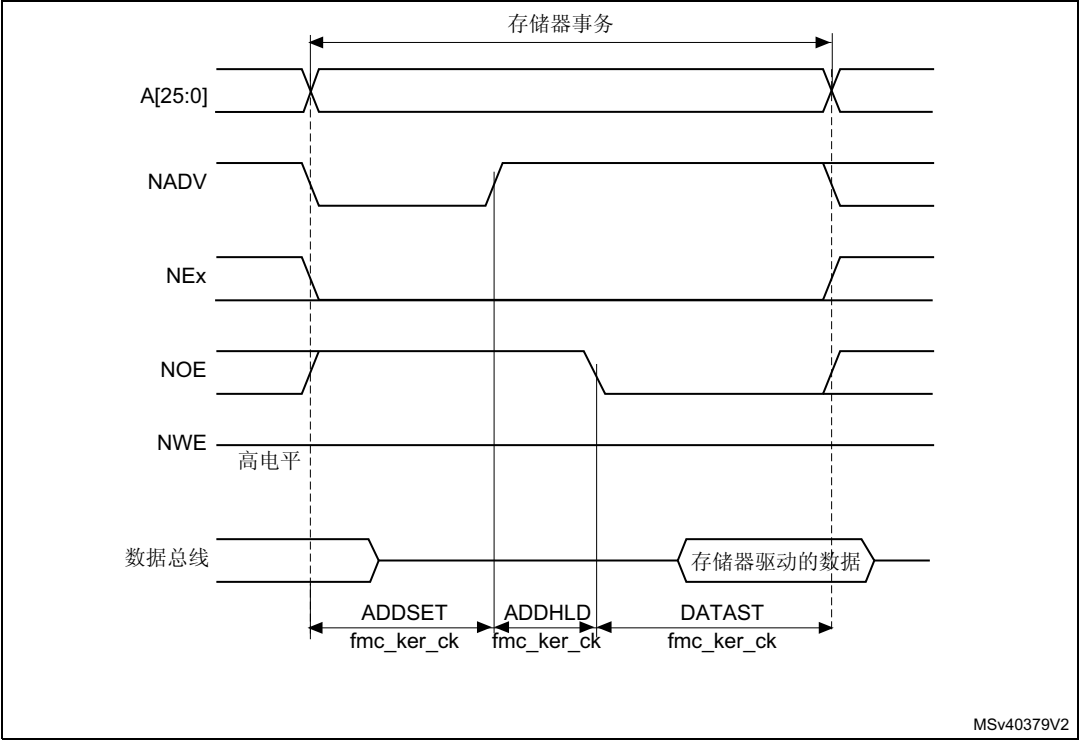 存储器事务
A[25:0]
NADV
NEx
NOE
NWE
高电平
数据总线
存储器驱动的数据
ADDSET
ADDHLD
DATAST
fmc_ker_ck
fmc_ker_ck
fmc_ker_ck
MSv40379V2